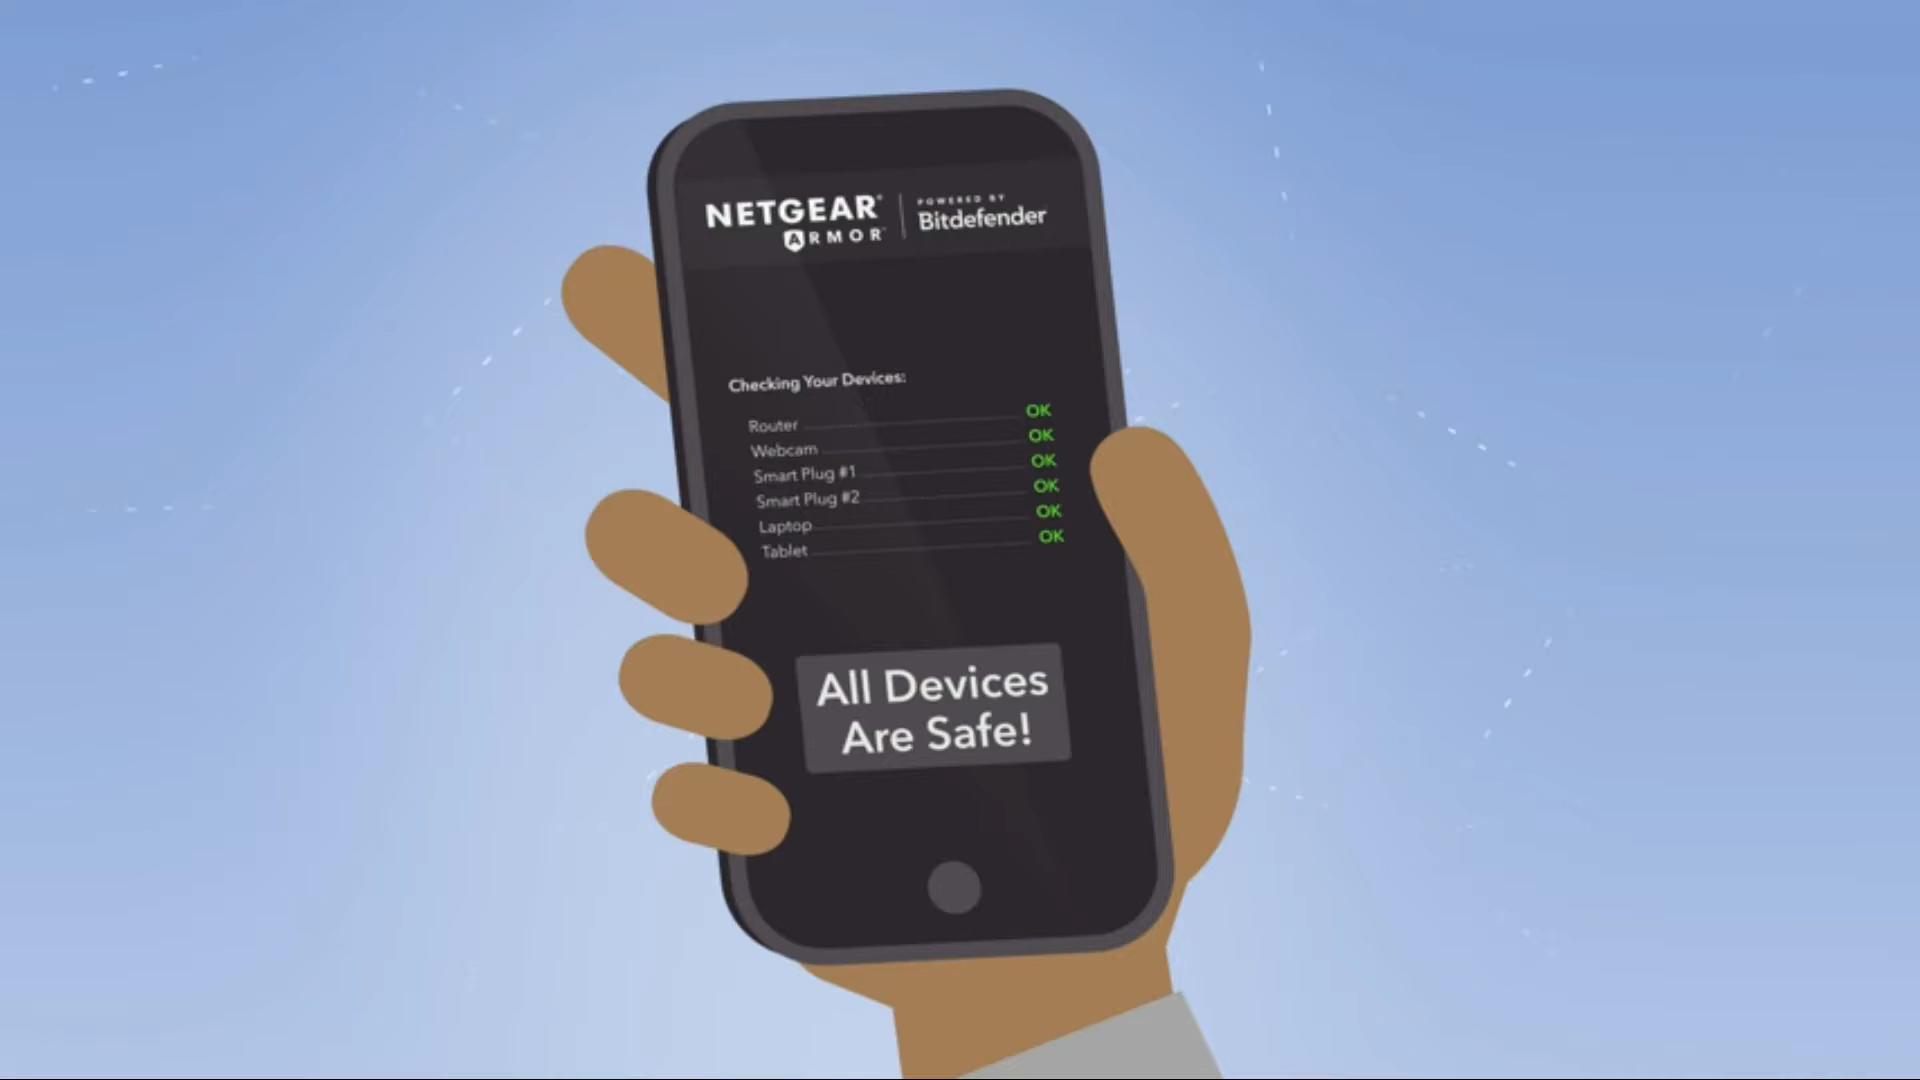 NETGEAR®
ARMOR™
POWERED BY
Bitdefender
Checking Your Devices:
Router OK
Webcam OK
Smart Plug #1 OK
Smart Plug #2 OK
Laptop OK
Tablet OK
All Devices
Are Safe!